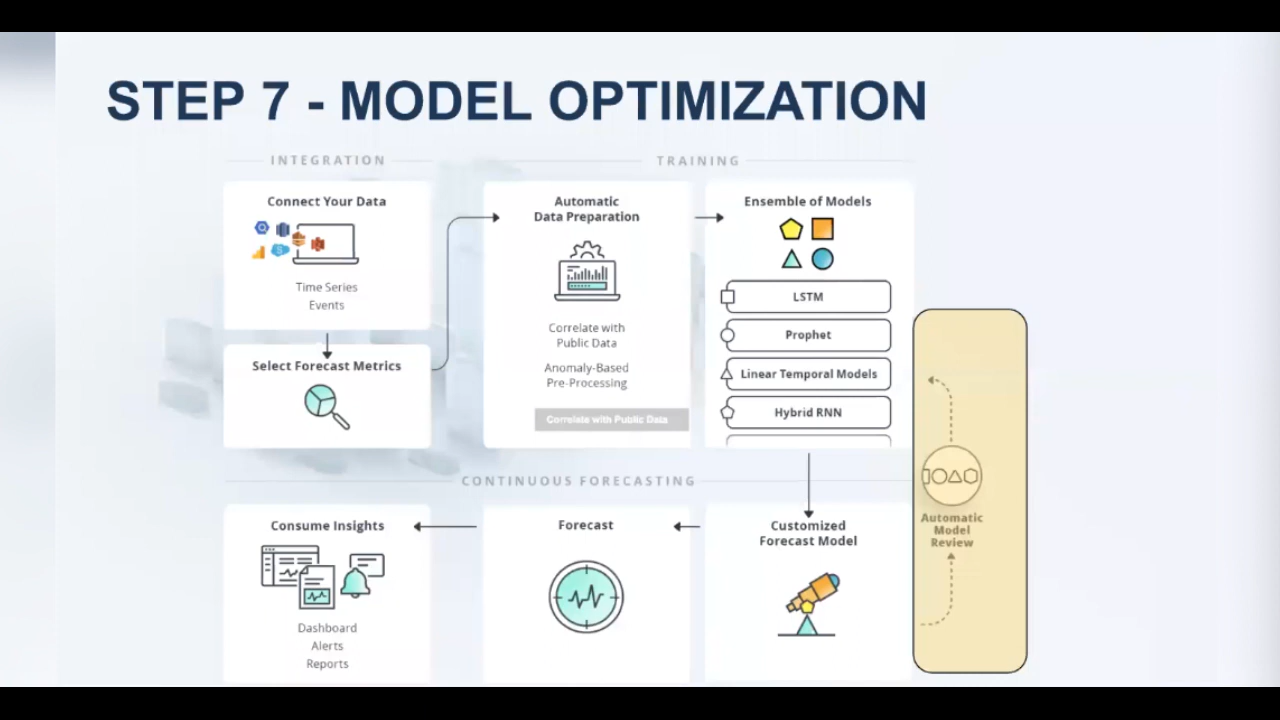 STEP 7 - MODEL OPTIMIZATION
INTEGRATION
TRAINING
Connect Your Data
Time Series
Events
Select Forecast Metrics
Automatic
Data Preparation
Correlate with
Public Data
Anomaly-Based
Pre-Processing
Correlate with Public Data
Ensemble of Models
LSTM
Prophet
Linear Temporal Models
Hybrid RNN
Automatic
Model
Review
CONTINUOUS FORECASTING
Consume Insights
Dashboard
Alerts
Reports
Forecast
Customized
Forecast Model